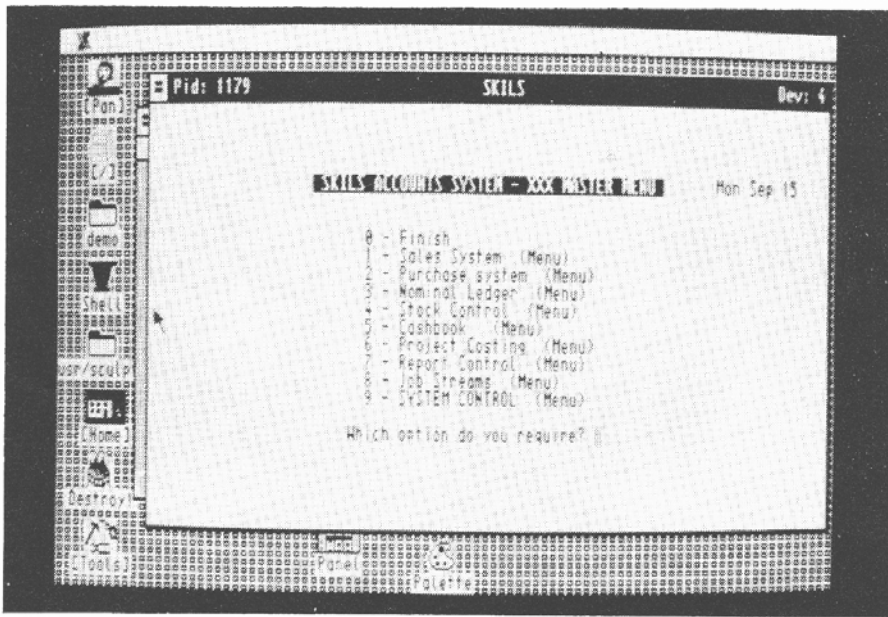 Pid: 1179 SKILS Dev: 4
[Pan]
[/]
demo
Shell
usr/sculpt
[Home]
Destroy!
[Tools]
SKILS ACCOUNTS SYSTEM - XXX MASTER MENU Mon Sep 15
0 - Finish
1 - Sales System (Menu)
2 - Purchase system (Menu)
3 - Nominal Ledger (Menu)
4 - Stock Control (Menu)
5 - Cashbook (Menu)
6 - Project Costing (Menu)
7 - Report Control (Menu)
8 - Job Streams (Menu)
9 - SYSTEM CONTROL (Menu)
Which option do you require?
Panel
Palette